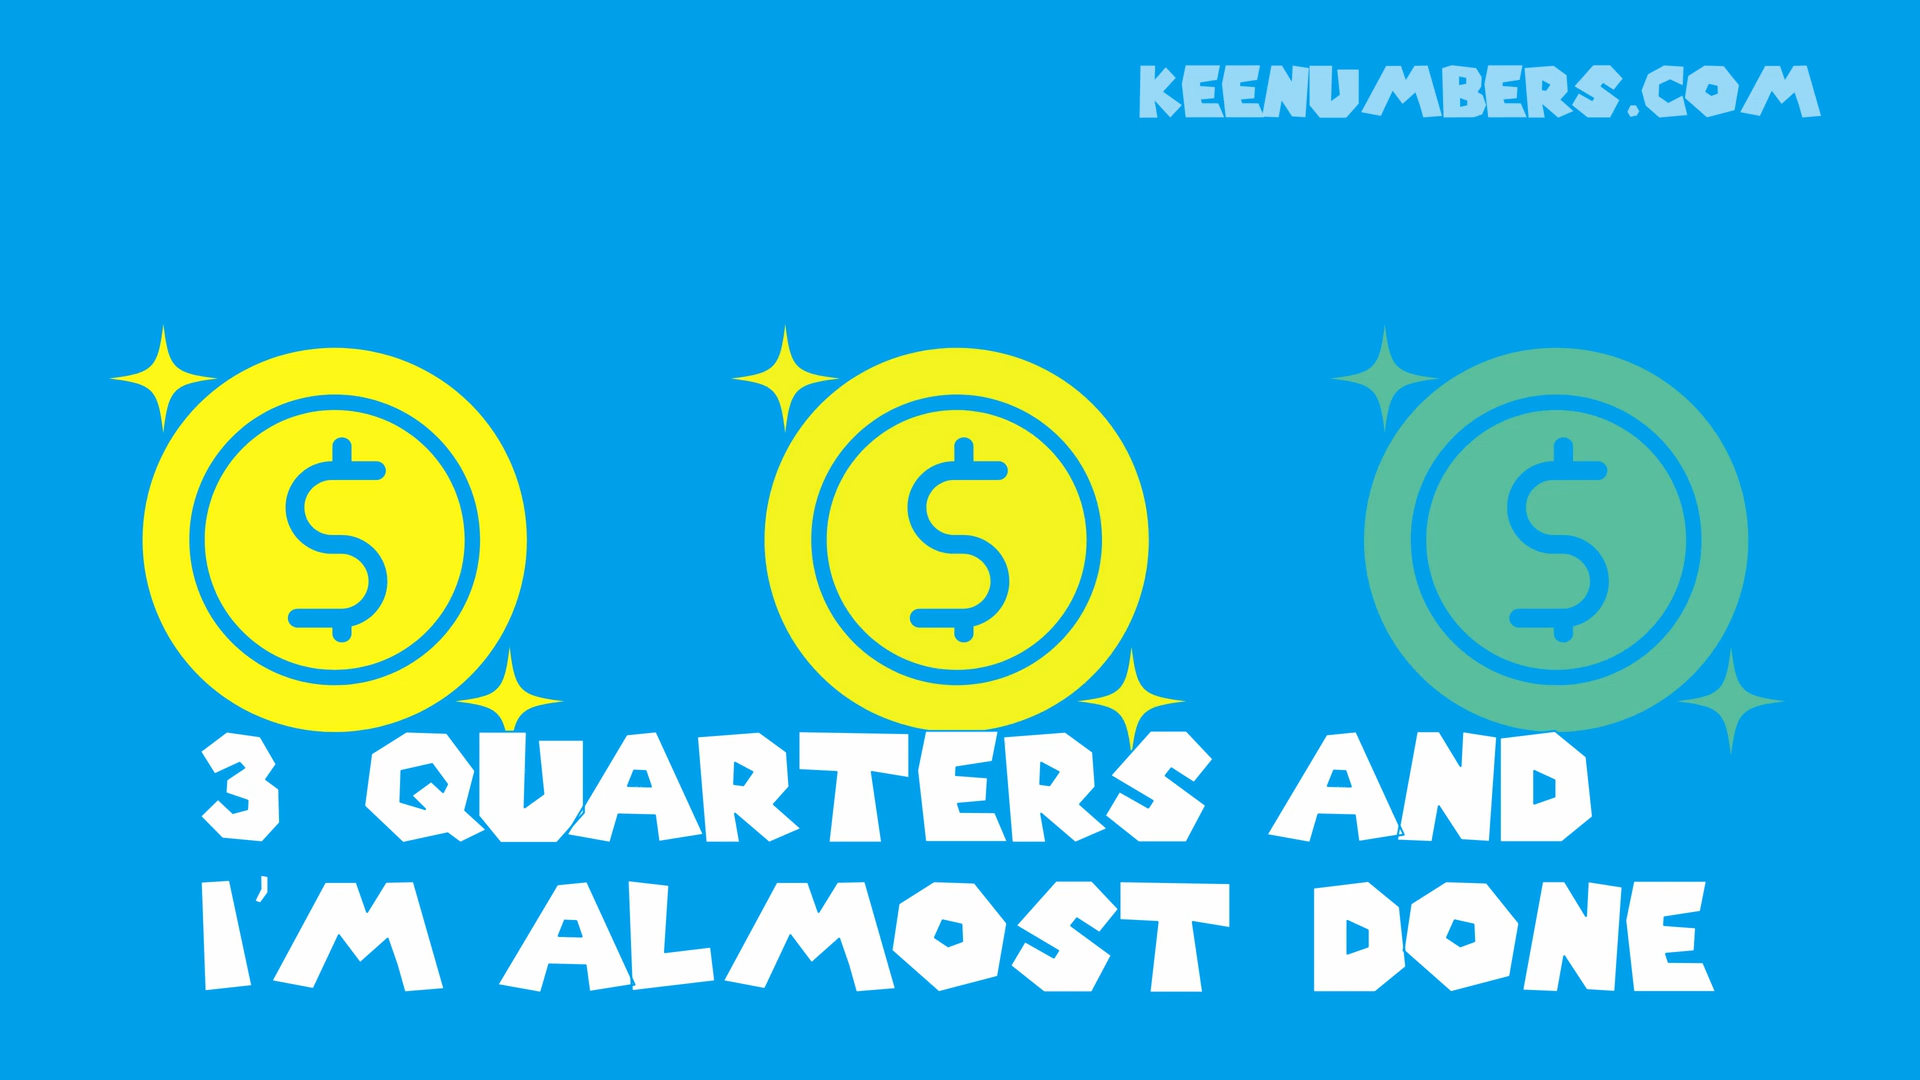 KEENUMBERS.COM
$ $ $
3 QUARTERS AND
I'M ALMOST DONE